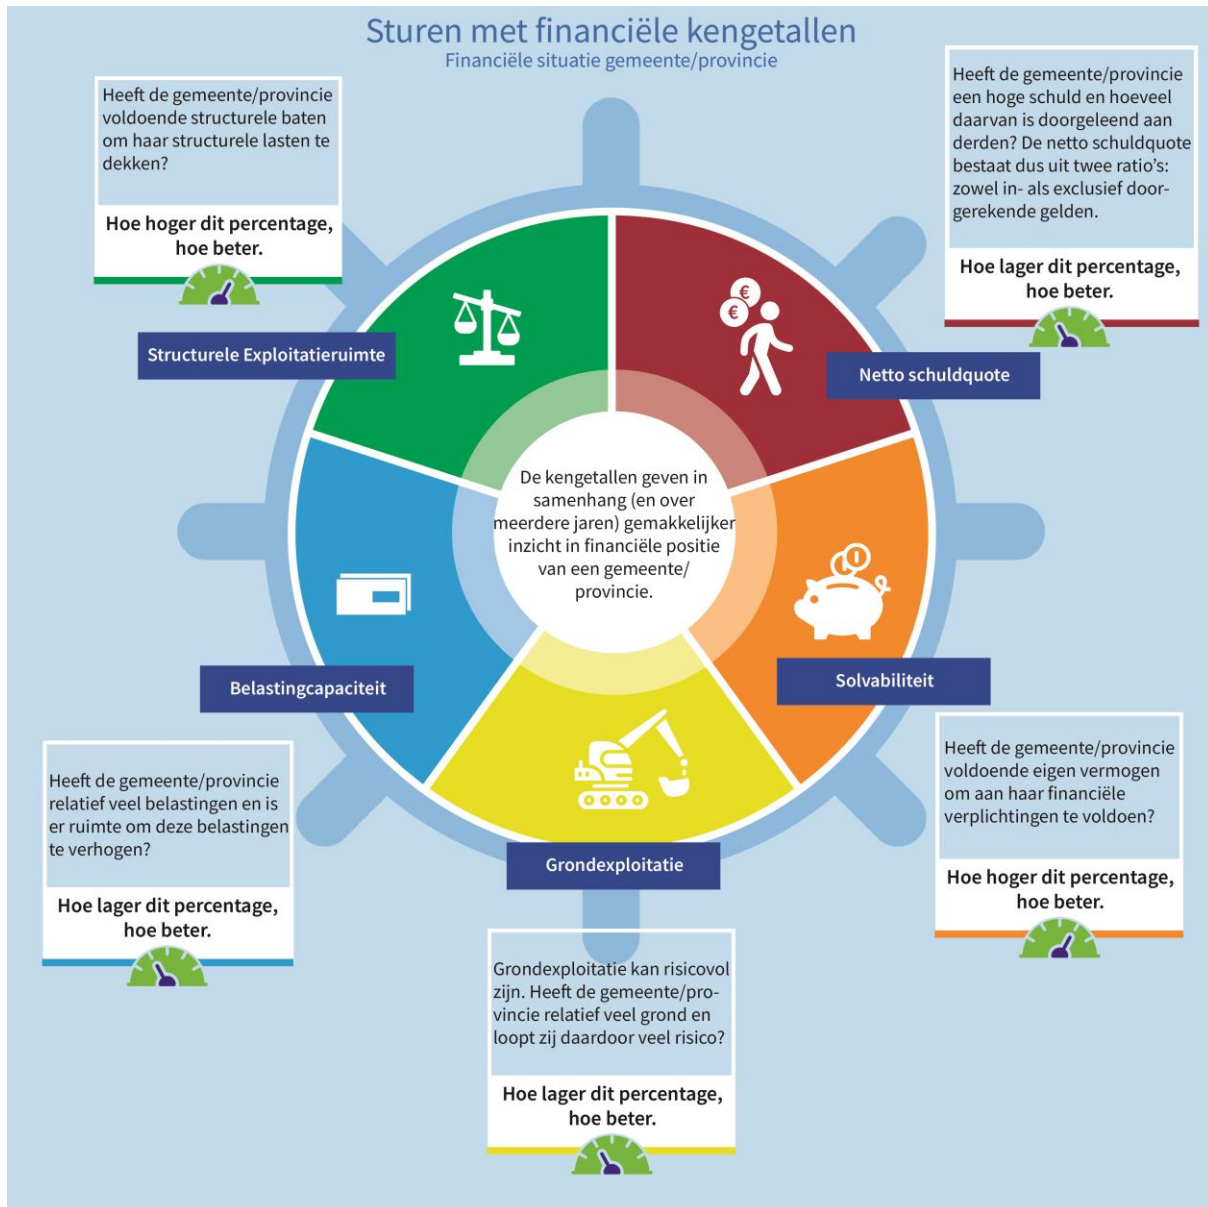 Sturen met financiële kengetallen
Financiële situatie gemeente/provincie
Heeft de gemeente/provincie
voldoende structurele baten
om haar structurele lasten te
dekken?
Hoe hoger dit percentage,
hoe beter.
Structurele Exploitatieruimte
Heeft de gemeente/provincie
een hoge schuld en hoeveel
daarvan is doorgeleend aan
derden? De netto schuldquote
bestaat dus uit twee ratio's:
zowel in- als exclusief door-
gerekende gelden.
Hoe lager dit percentage,
hoe beter.
Netto schuldquote
€
€
De kengetallen geven in
samenhang (en over
meerdere jaren) gemakkelijker
inzicht in financiële positie
van een gemeente/
provincie.
Belastingcapaciteit
Heeft de gemeente/provincie
relatief veel belastingen en is
er ruimte om deze belastingen
te verhogen?
Hoe lager dit percentage,
hoe beter.
Solvabiliteit
Heeft de gemeente/provincie
voldoende eigen vermogen
om aan haar financiële
verplichtingen te voldoen?
Hoe hoger dit percentage,
hoe beter.
Grondexploitatie
Grondexploitatie kan risicovol
zijn. Heeft de gemeente/pro-
vincie relatief veel grond en
loopt zij daardoor veel risico?
Hoe lager dit percentage,
hoe beter.